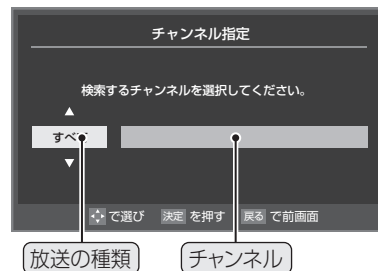 チャンネル指定
検索するチャンネルを選択してください。
▲
すべて
▼
で選び 決定 を押す 戻る で前画面
放送の種類 チャンネル